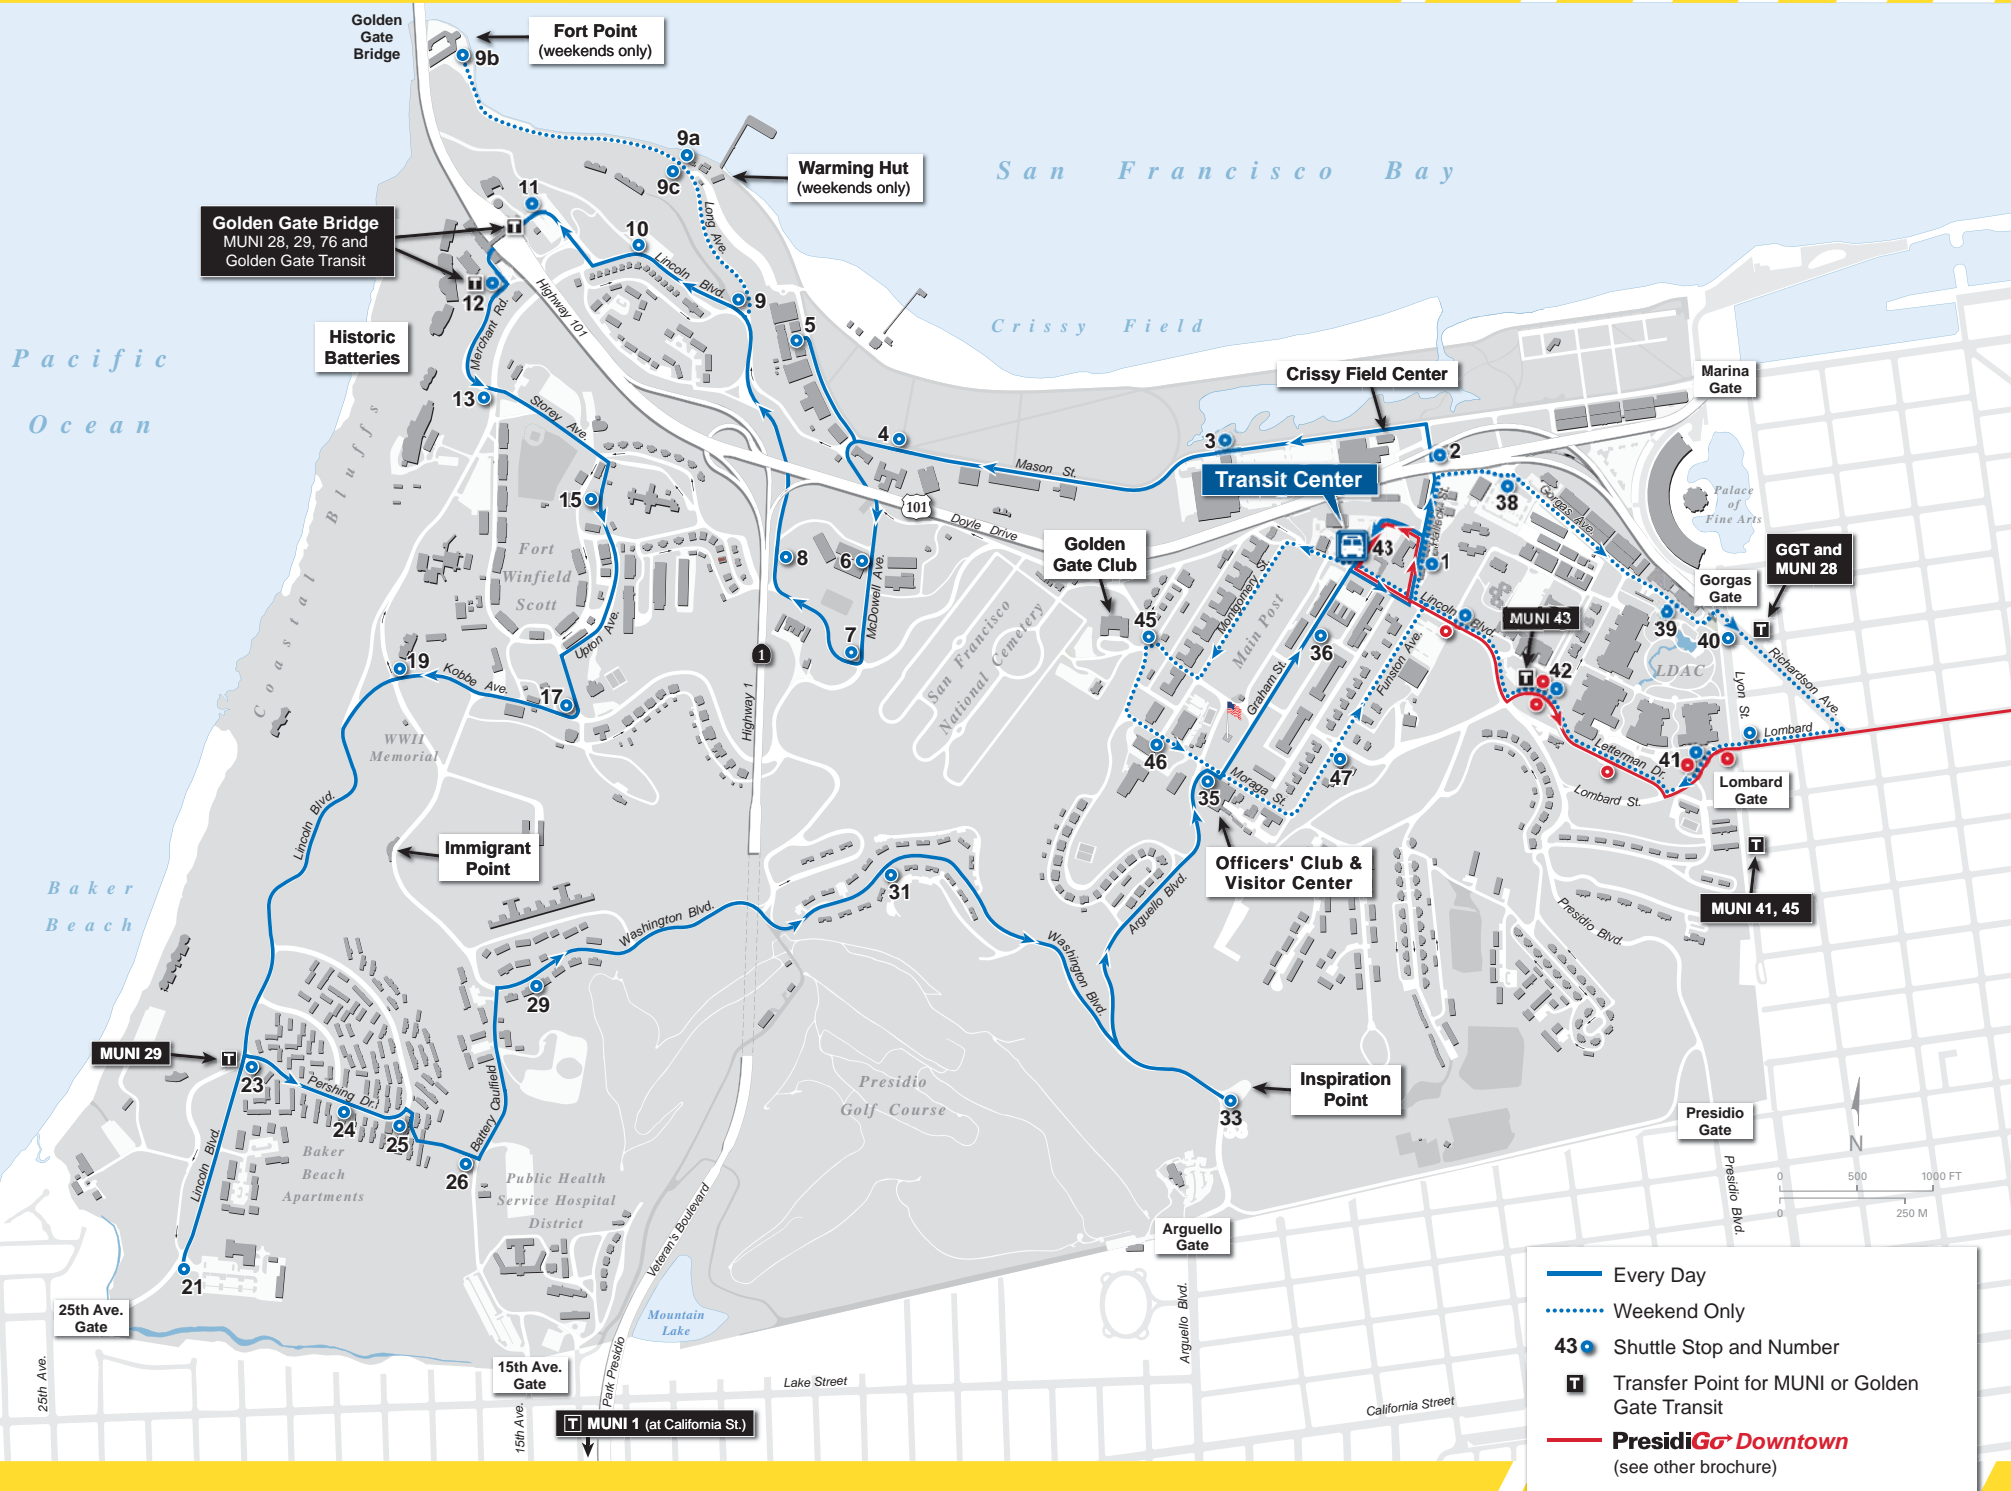 Golden
Gate
Bridge
Fort Point
(weekends only)
9b
9a
9c
Warming Hut
(weekends only)
San Francisco Bay
11
10
Long Ave.
Golden Gate Bridge
MUNI 28, 29, 76 and
Golden Gate Transit
T
T
12
Lincoln Blvd.
9
5
Highway 101
Merchant Rd.
Historic
Batteries
Crissy Field
Pacific
Ocean
13
Storey Ave.
4
3
Mason St.
Crissy Field Center
Marina
Gate
2
Transit Center
101
Doyle Drive
15
Coastal Bluffs
Fort
Winfield
Scott
8
6
7
McDowell Ave.
Golden
Gate Club
43
1
Halleck St.
38
Gorgas Ave.
Palace
of
Fine Arts
GGT and
MUNI 28
T
Gorgas
Gate
39
40
MUNI 43
T
42
LDAC
Lyon St.
Richardson Ave.
Lincoln Blvd.
Montgomery St.
Main Post
45
36
Graham St.
Funston Ave.
San Francisco
National Cemetery
1
Highway 1
Upton Ave.
19
Kobbe Ave.
17
WWII
Memorial
46
35
Moraga St.
47
Letterman Dr.
41
Lombard
Lombard St.
Lombard
Gate
T
MUNI 41, 45
Officers' Club &
Visitor Center
Lincoln Blvd.
Immigrant
Point
Baker
Beach
Washington Blvd.
31
Arguello Blvd.
Washington Blvd.
Presidio Blvd.
29
MUNI 29
T
23
Pershing Dr.
24
25
26
Battery Caulfield
Baker
Beach
Apartments
Lincoln Blvd.
21
Public Health
Service Hospital
District
Presidio
Golf Course
Inspiration
Point
33
Presidio
Gate
Presidio Blvd.
N
0 500 1000 FT
0 250 M
Arguello
Gate
Arguello Blvd.
Veteran's Boulevard
Mountain
Lake
25th Ave.
Gate
25th Ave.
15th Ave.
Gate
15th Ave.
Park Presidio
Lake Street
California Street
T MUNI 1 (at California St.)
Every Day
Weekend Only
43 Shuttle Stop and Number
T Transfer Point for MUNI or Golden
Gate Transit
PresidiGo Downtown
(see other brochure)